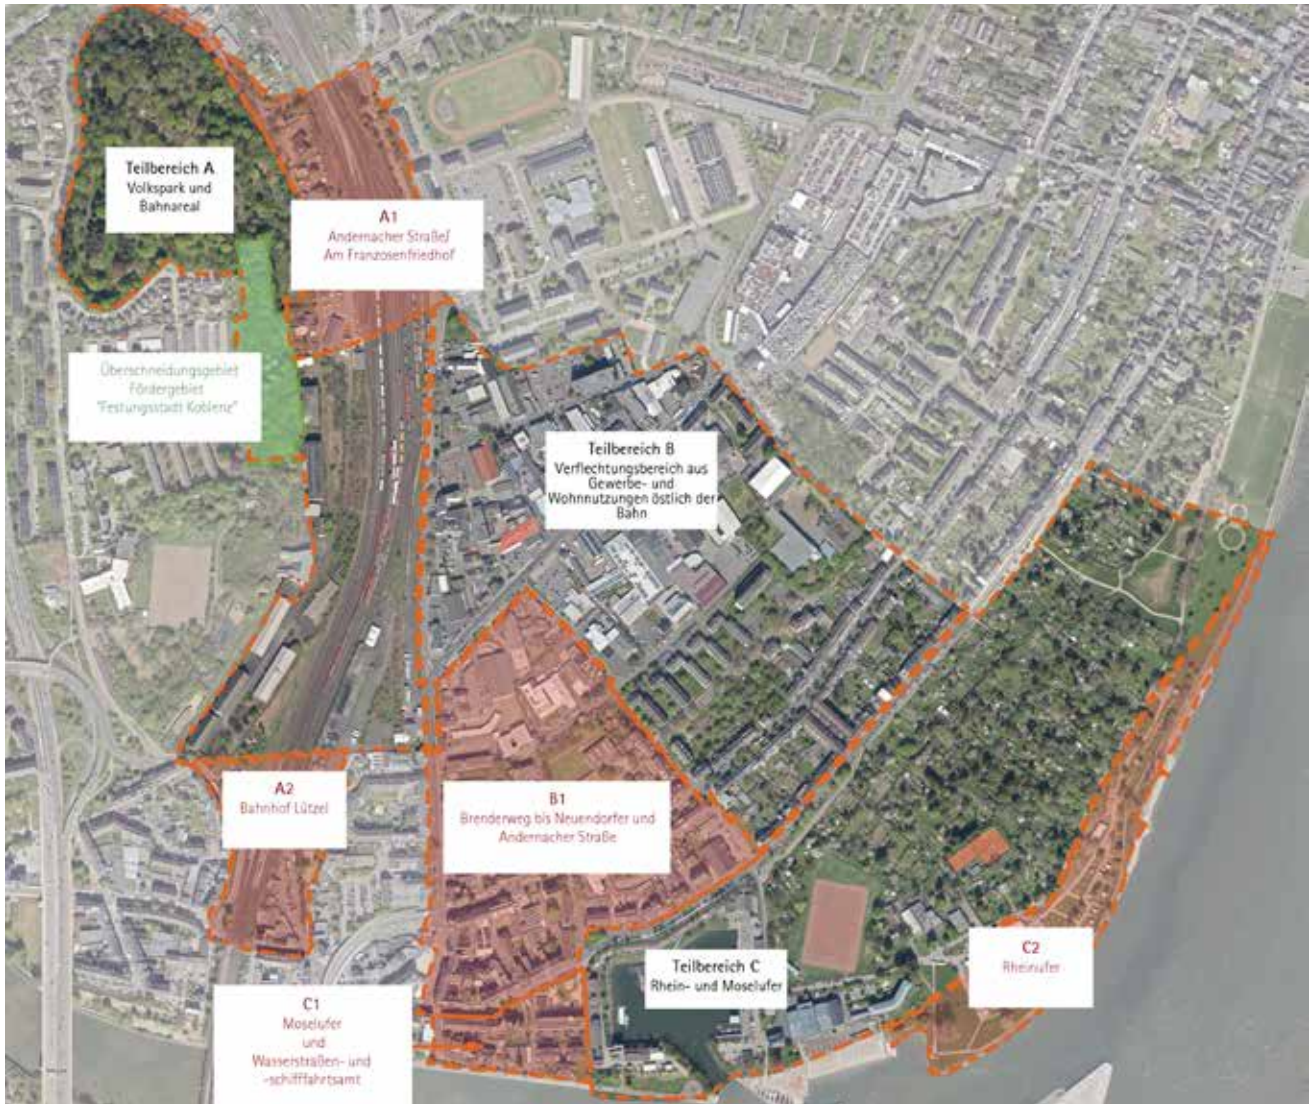 Teilbereich A
Volkspark und
Bahnareal
A1
Andernacher Straße/
Am Franzosenfriedhof
Überschneidungsgebiet
Fördergebiet
"Festungsstadt Koblenz"
Teilbereich B
Verflechtungsbereich aus
Gewerbe- und
Wohnnutzungen östlich der
Bahn
A2
Bahnhof Lützel
B1
Brenderweg bis Neuendorfer und
Andernacher Straße
Teilbereich C
Rhein- und Moselufer
C2
Rheinufer
C1
Moselufer
und
Wasserstraßen- und
-schifffahrtsamt